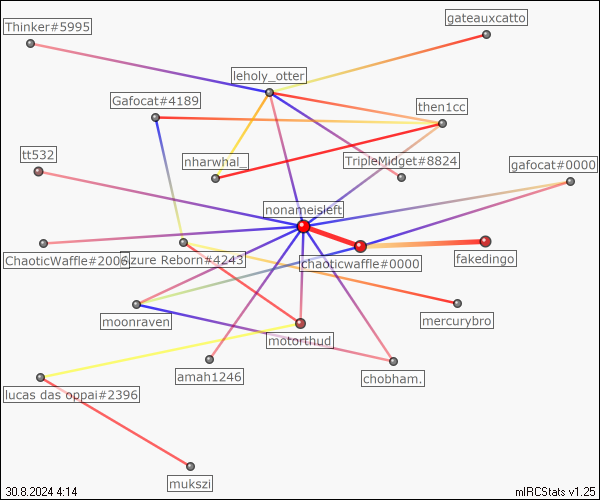 Thinker#5995
gateauxcatto
leholy_otter
Gafocat#4189
then1cc
tt532
nharwhal_
TripleMidget#8824
gafocat#0000
nonameisleft
ChaoticWaffle#2006
zure Reborn#4243
chaoticwaffle#0000
fakedingo
moonraven
mercurybro
motorthud
amah1246
chobham.
lucas das oppai#2396
mukszi
30.8.2024 4:14
mIRCStats v1.25